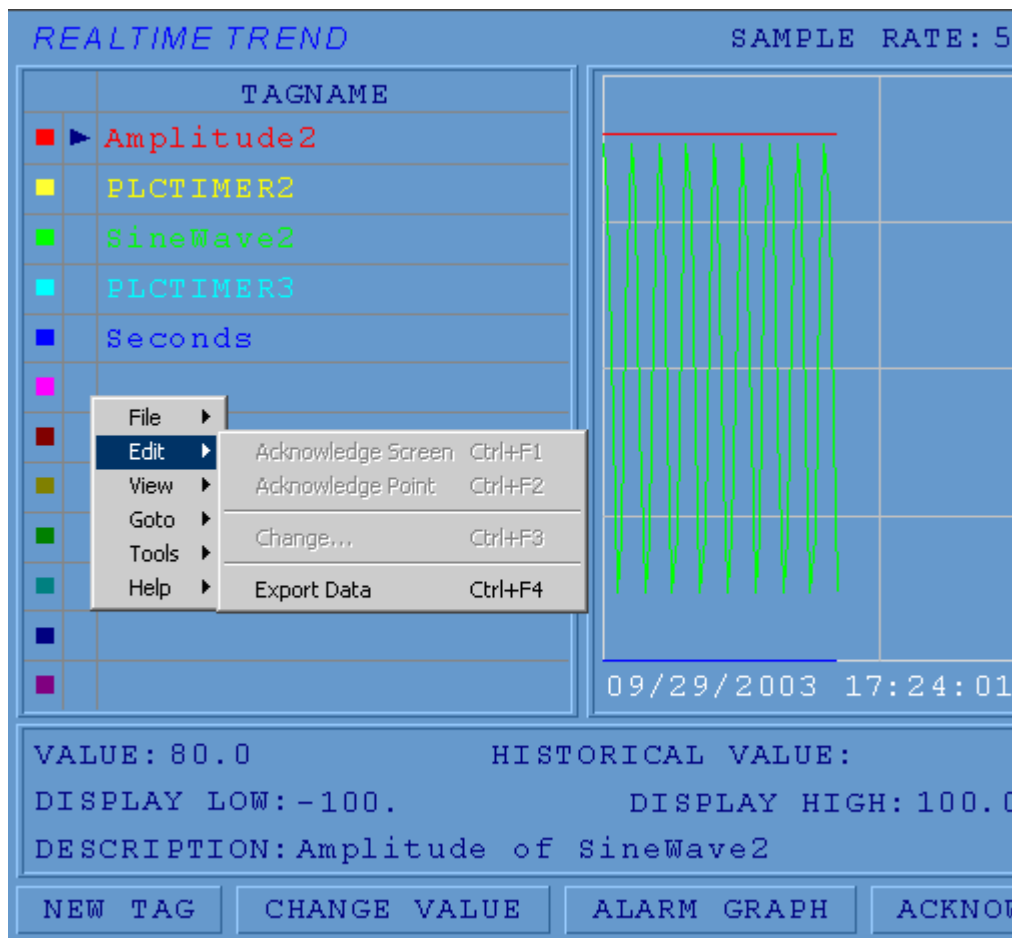 REALTIME TREND
SAMPLE RATE: 5
TAGNAME
Amplitude2
PLCTIMER2
SineWave2
PLCTIMER3
Seconds
File
Edit
View
Goto
Tools
Help
Acknowledge Screen Ctrl+F1
Acknowledge Point Ctrl+F2
Change... Ctrl+F3
Export Data Ctrl+F4
09/29/2003 17:24:01
VALUE: 80.0 HISTORICAL VALUE:
DISPLAY LOW: -100. DISPLAY HIGH: 100.0
DESCRIPTION: Amplitude of SineWave2
NEW TAG CHANGE VALUE ALARM GRAPH ACKNOW